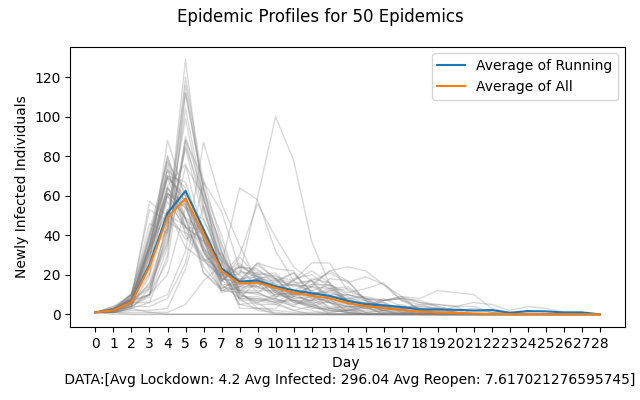 Epidemic Profiles for 50 Epidemics
Average of Running
Average of All
Newly Infected Individuals
120
100
80
60
40
20
0
0 1 2 3 4 5 6 7 8 9 10 11 12 13 14 15 16 17 18 19 20 21 22 23 24 25 26 27 28
Day
DATA:[Avg Lockdown: 4.2 Avg Infected: 296.04 Avg Reopen: 7.617021276595745]